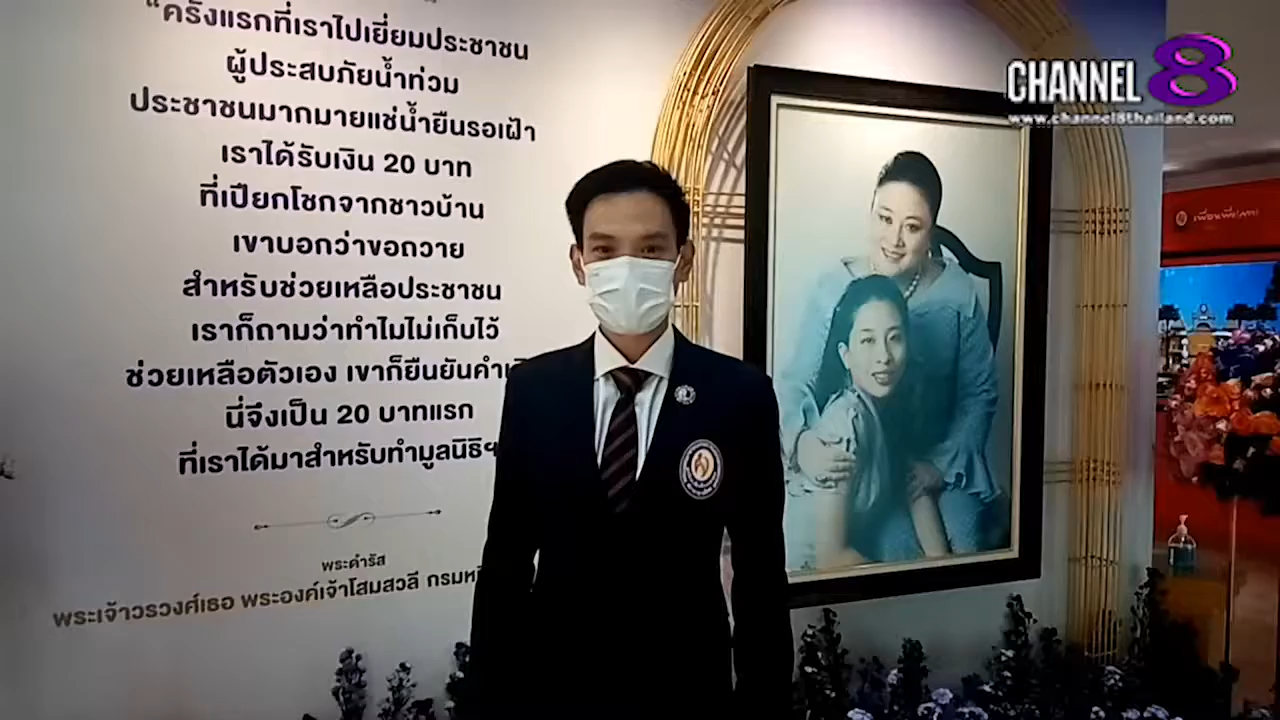 “ครั้งแรกที่เราไปเยี่ยมประชาชน
ผู้ประสบภัยน้ำท่วม
ประชาชนมากมายแช่น้ำยืนรอเฝ้า
เราได้รับเงิน 20 บาท
ที่เปียกโชกจากชาวบ้าน
เขาบอกว่าขอถวาย
สำหรับช่วยเหลือประชาชน
เราก็ถามว่าทำไมไม่เก็บไว้
ช่วยเหลือตัวเอง เขาก็ยืนยัน
นี่จึงเป็น 20 บาทแรก
ที่เราได้มาสำหรับทำมูลนิธิฯ
พระดำรัส
พระเจ้าวรวงศ์เธอ พระองค์เจ้าโสมสวลี
CHANNEL 8
www.channel8thailand.com